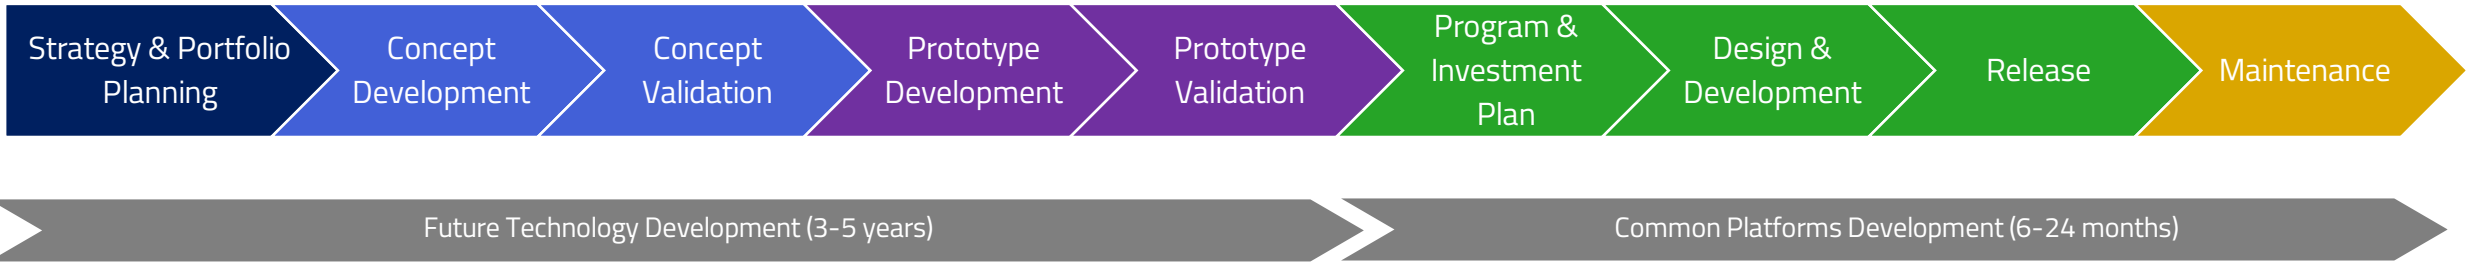 Strategy & Portfolio
Planning
Concept
Development
Concept
Validation
Prototype
Development
Prototype
Validation
Program &
Investment
Plan
Design &
Development
Release
Maintenance
Future Technology Development (3-5 years)
Common Platforms Development (6-24 months)